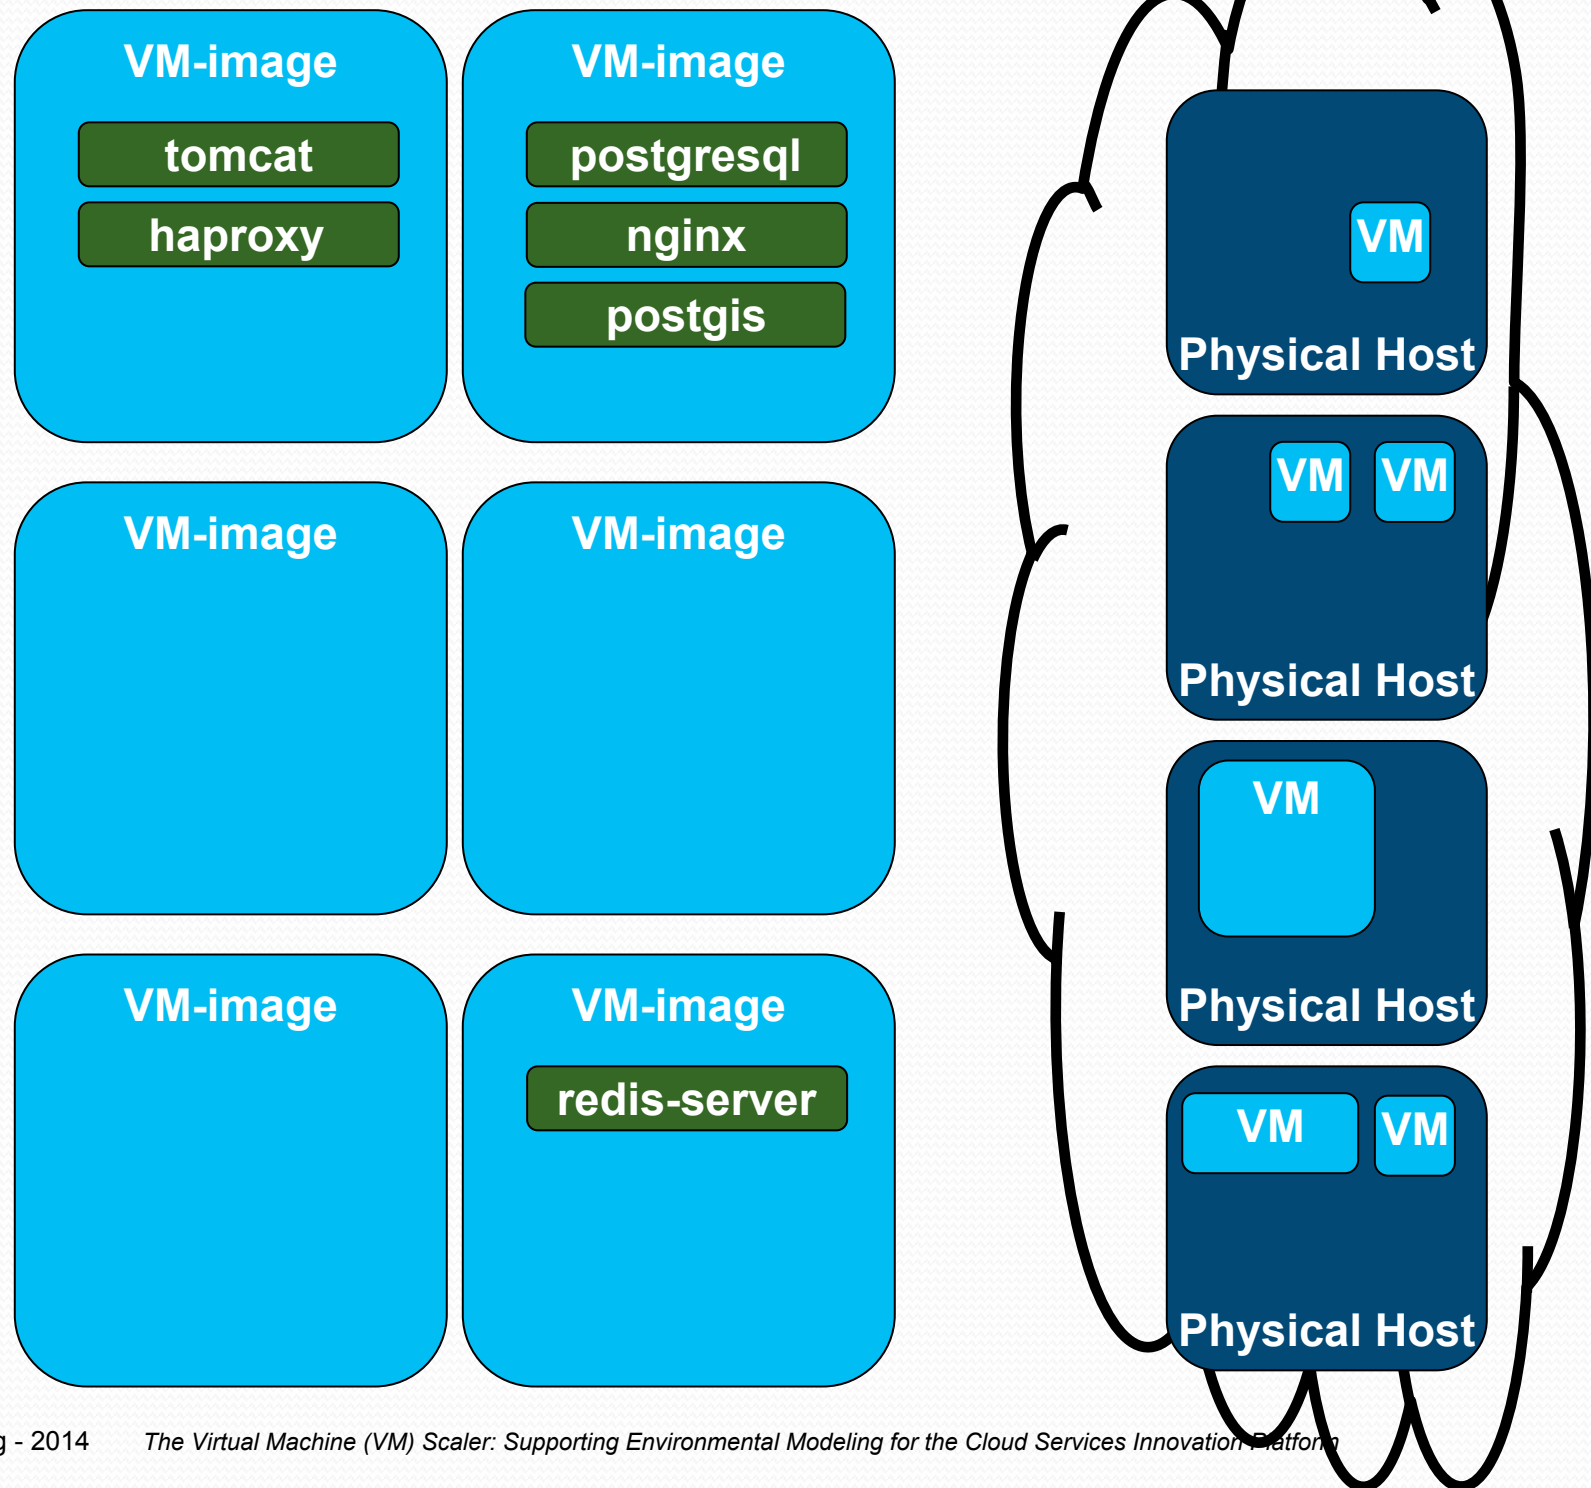 VM-image
tomcat
haproxy
VM-image
postgresql
nginx
postgis
VM-image
VM-image
VM-image
VM-image
redis-server
VM
Physical Host
VM VM
Physical Host
VM
Physical Host
VM VM
Physical Host
- 2014 The Virtual Machine (VM) Scaler: Supporting Environmental Modeling for the Cloud Services Innovation Platform